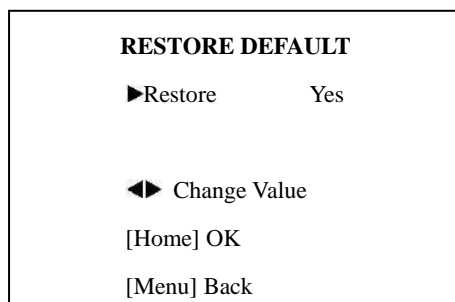 RESTORE DEFAULT
▶Restore Yes
◀▶ Change Value
[Home] OK
[Menu] Back